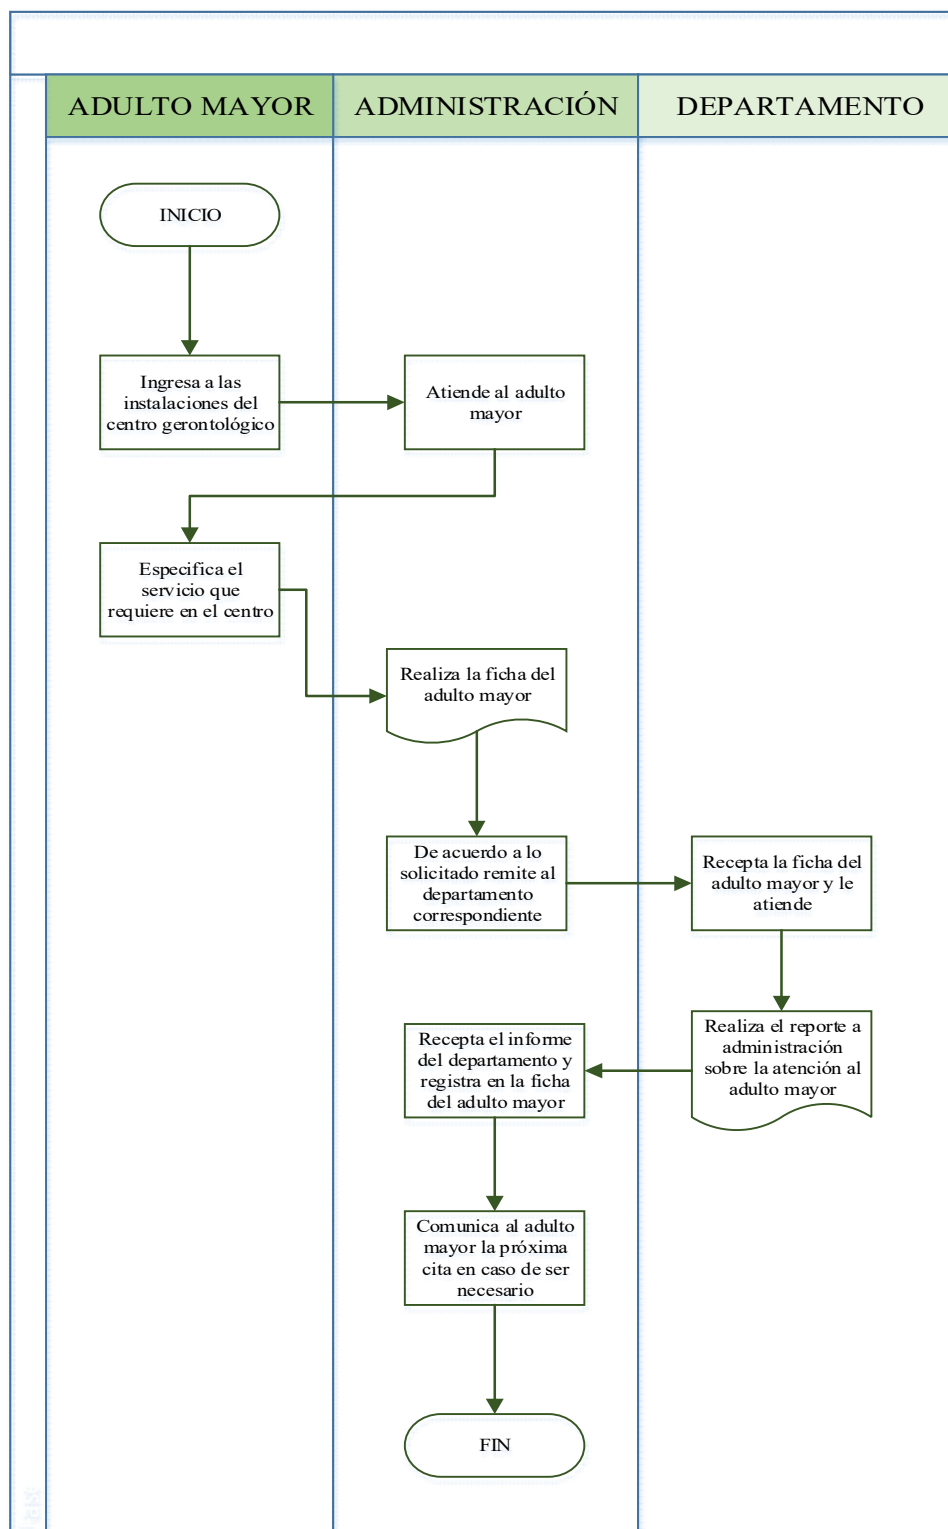 ADULTO MAYOR
ADMINISTRACIÓN
DEPARTAMENTO
INICIO
Ingresa a las
instalaciones del
centro gerontológico
Atiende al adulto
mayor
Especifica el
servicio que
requiere en el centro
Realiza la ficha del
adulto mayor
De acuerdo a lo
solicitado remite al
departamento
correspondiente
Recepta la ficha del
adulto mayor y le
atiende
Realiza el reporte a
administración
sobre la atención al
adulto mayor
Recepta el informe
del departamento y
registra en la ficha
del adulto mayor
Comunica al adulto
mayor la próxima
cita en caso de ser
necesario
FIN